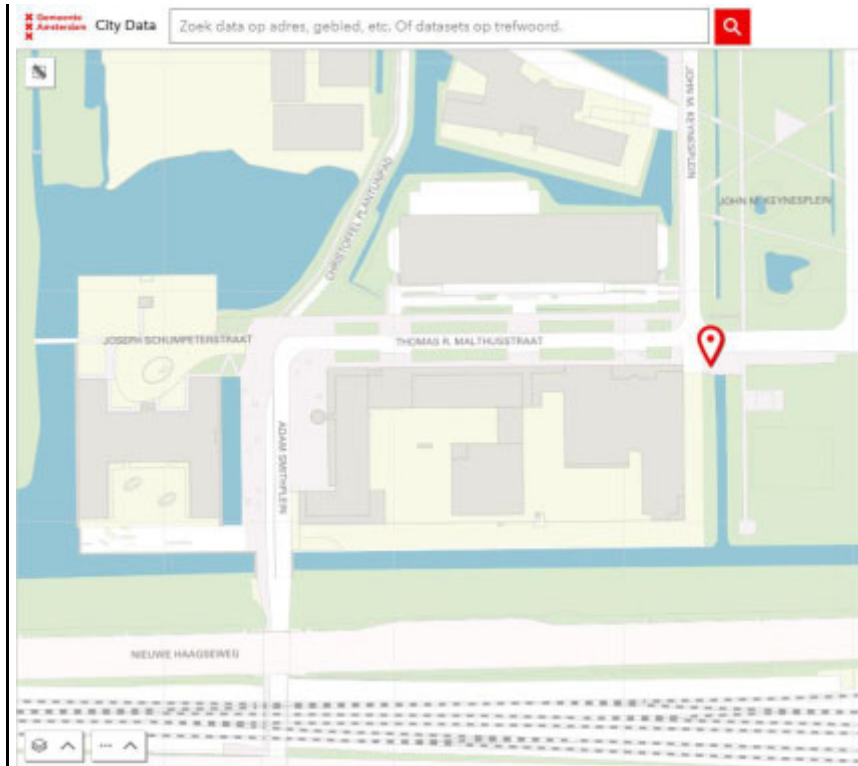 Gemeente
Amsterdam
City Data
Zoek data op adres, gebied, etc. Of datasets op trefwoord.
JOHN M. KEYNESPLEIN
JOHN M. KEYNESPLEIN
CHRISTOFFEL PLANTIJNPAD
JOSEPH SCHUMPETERSTRAAT
THOMAS R. MALTHUSSTRAAT
ADAM SMITHPLEIN
NIEUWE HAAGSEWEG